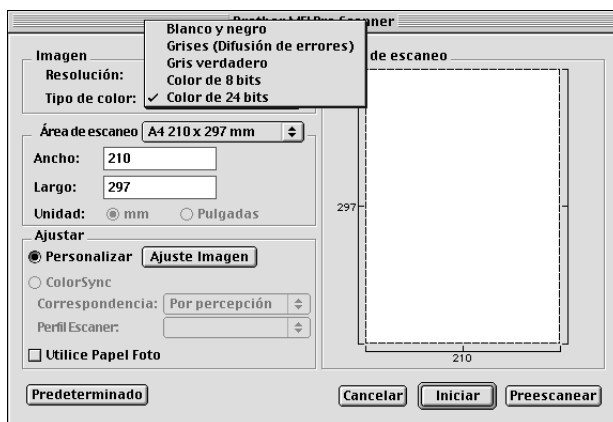 Brother MFL Pro Scanner
Blanco y negro
Grises (Difusión de errores)
Gris verdadero
Color de 8 bits
✓ Color de 24 bits
Imagen
Resolución:
Tipo de color:
Área de escaneo A4 210 x 297 mm
Ancho: 210
Largo: 297
Unidad: mm Pulgadas
Ajustar
Personalizar Ajuste Imagen
ColorSync
Correspondencia: Por percepción
Perfil Escaner:
Utilice Papel Foto
de escaneo
297
210
Predeterminado
Cancelar Iniciar Preescanear